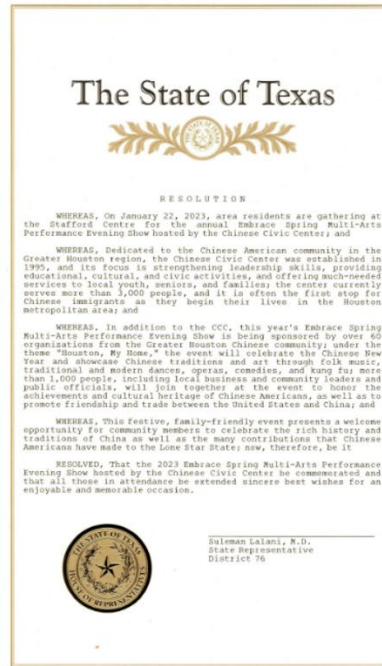 The State of Texas
RESOLUTION
WHEREAS, On January 22, 2023, area residents are gathering at
the Stafford Centre for the annual Embrace Spring Multi-Arts
Performance Evening Show hosted by the Chinese Civic Center; and
WHEREAS, Dedicated to the Chinese American community in the
Greater Houston region, the Chinese Civic Center was established in
1995, and its focus is strengthening leadership skills, providing
educational, cultural, and civic activities, and offering much-needed
services to local youth, seniors, and families; the center currently
serves more than 3,000 people, and it is often the first stop for
Chinese immigrants as they begin their lives in the Houston
metropolitan area; and
WHEREAS, In addition to the CCC, this year's Embrace Spring
Multi-Arts Performance Evening Show is being sponsored by over 60
organizations from the Greater Houston Chinese community; under the
theme "Houston, My Home," the event will celebrate the Chinese New
Year and showcase Chinese traditions and art through folk music,
traditional and modern dances, operas, comedies, and kung fu; more
than 1,000 people, including local business and community leaders and
public officials, will join together at the event to honor the
achievements and cultural heritage of Chinese Americans, as well as to
promote friendship and trade between the United States and China; and
WHEREAS, This festive, family-friendly event presents a welcome
opportunity for community members to celebrate the rich history and
traditions of China as well as the many contributions that Chinese
Americans have made to the Lone Star State; now, therefore, be it
RESOLVED, That the 2023 Embrace Spring Multi-Arts Performance
Evening Show hosted by the Chinese Civic Center be commemorated and
that all those in attendance be extended sincere best wishes for an
enjoyable and memorable occasion.
Suleman Lalani, M.D.
State Representative
District 76
THE STATE OF TEXAS
HOUSE OF REPRESENTATIVES